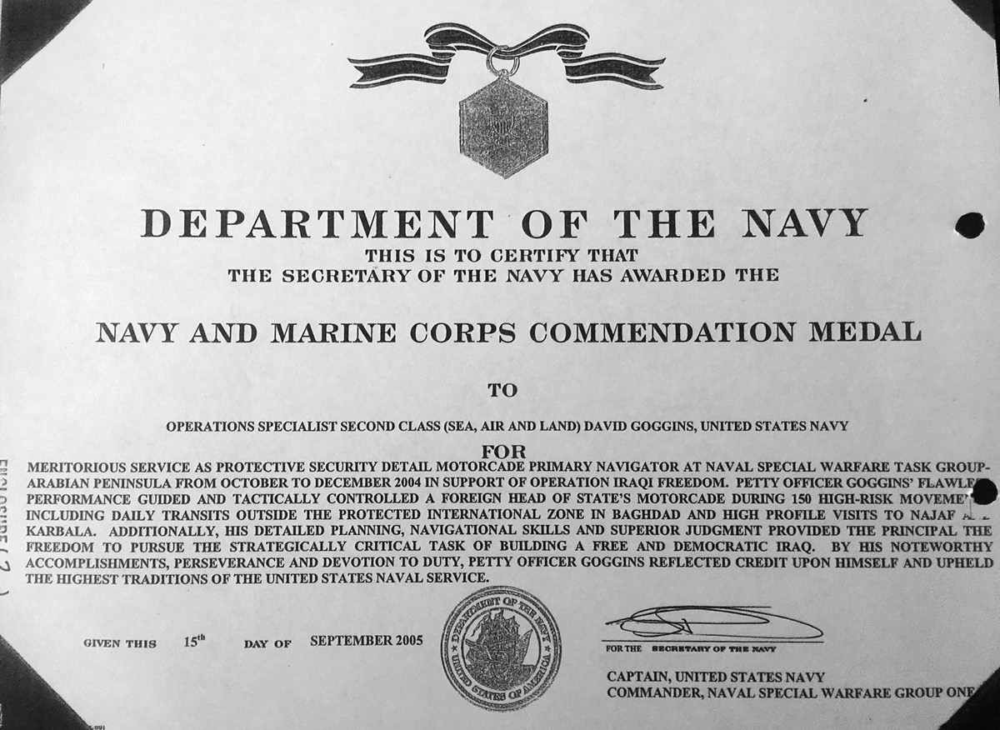 DEPARTMENT OF THE NAVY
THIS IS TO CERTIFY THAT
THE SECRETARY OF THE NAVY HAS AWARDED THE
NAVY AND MARINE CORPS COMMENDATION MEDAL
TO
OPERATIONS SPECIALIST SECOND CLASS (SEA, AIR AND LAND) DAVID GOGGINS, UNITED STATES NAVY
FOR
MERITORIOUS SERVICE AS PROTECTIVE SECURITY DETAIL MOTORCADE PRIMARY NAVIGATOR AT NAVAL SPECIAL WARFARE TASK GROUP-
ARABIAN PENINSULA FROM OCTOBER TO DECEMBER 2004 IN SUPPORT OF OPERATION IRAQI FREEDOM. PETTY OFFICER GOGGINS' FLAWLE
PERFORMANCE GUIDED AND TACTICALLY CONTROLLED A FOREIGN HEAD OF STATE'S MOTORCADE DURING 150 HIGH-RISK MOVEME
INCLUDING DAILY TRANSITS OUTSIDE THE PROTECTED INTERNATIONAL ZONE IN BAGHDAD AND HIGH PROFILE VISITS TO NAJAF
KARBALA. ADDITIONALLY, HIS DETAILED PLANNING, NAVIGATIONAL SKILLS AND SUPERIOR JUDGMENT PROVIDED THE PRINCIPAL THE
FREEDOM TO PURSUE THE STRATEGICALLY CRITICAL TASK OF BUILDING A FREE AND DEMOCRATIC IRAQ. BY HIS NOTEWORTHY
ACCOMPLISHMENTS, PERSEVERANCE AND DEVOTION TO DUTY, PETTY OFFICER GOGGINS REFLECTED CREDIT UPON HIMSELF AND UPHELD
THE HIGHEST TRADITIONS OF THE UNITED STATES NAVAL SERVICE.
GIVEN THIS 15th DAY OF SEPTEMBER 2005
DEPARTMENT OF THE NAVY
UNITED STATES OF AMERICA
FOR THE SECRETARY OF THE NAVY
CAPTAIN, UNITED STATES NAVY
COMMANDER, NAVAL SPECIAL WARFARE GROUP ONE
ENCLOSURE ( 2 )